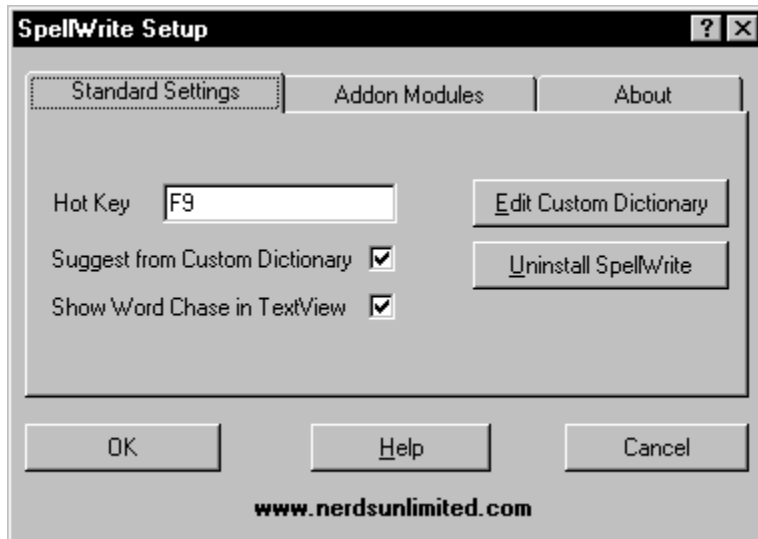 SpellWrite Setup
Standard Settings Addon Modules About
Hot Key F9 Edit Custom Dictionary
Suggest from Custom Dictionary Uninstall SpellWrite
Show Word Chase in TextView
OK Help Cancel
www.nerdsunlimited.com